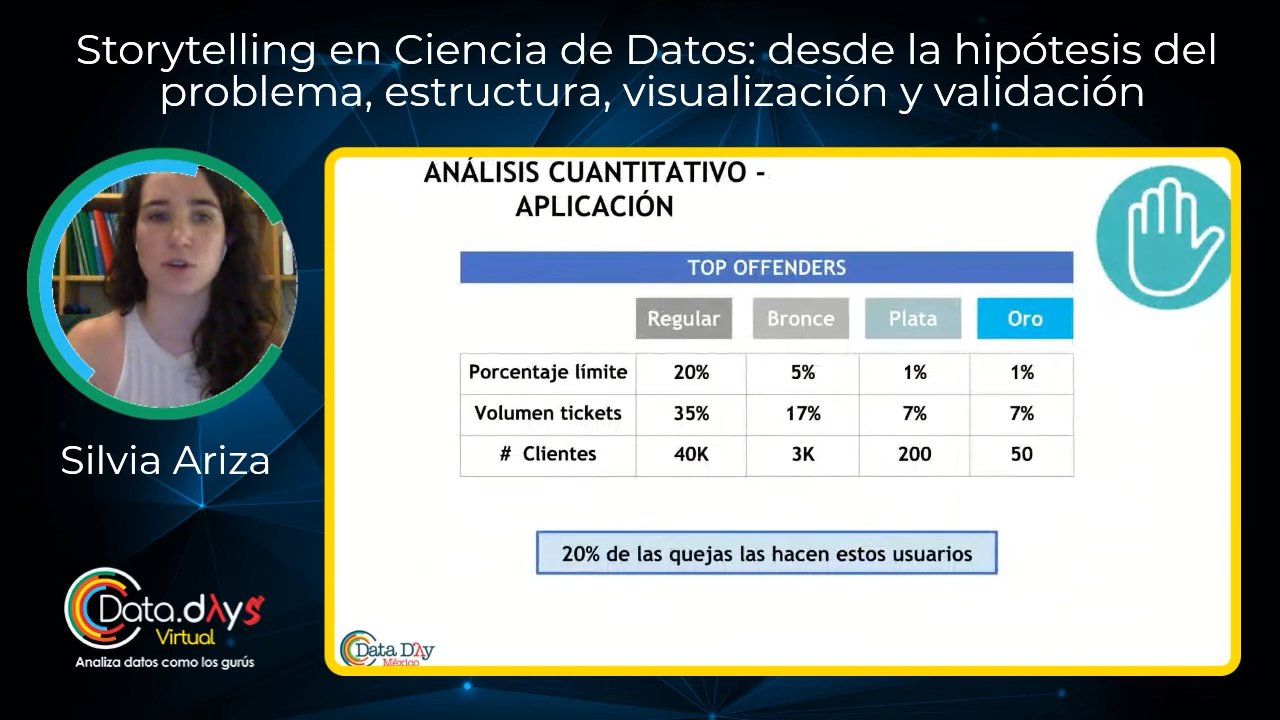 Storytelling en Ciencia de Datos: desde la hipótesis del
problema, estructura, visualización y validación
ANÁLISIS CUANTITATIVO -
APLICACIÓN
TOP OFFENDERS
Regular Bronce Plata Oro
Porcentaje límite 20% 5% 1% 1%
Volumen tickets 35% 17% 7% 7%
# Clientes 40K 3K 200 50
20% de las quejas las hacen estos usuarios
Silvia Ariza
Data.dλys
Virtual
Analiza datos como los gurús
Data Dλy
México